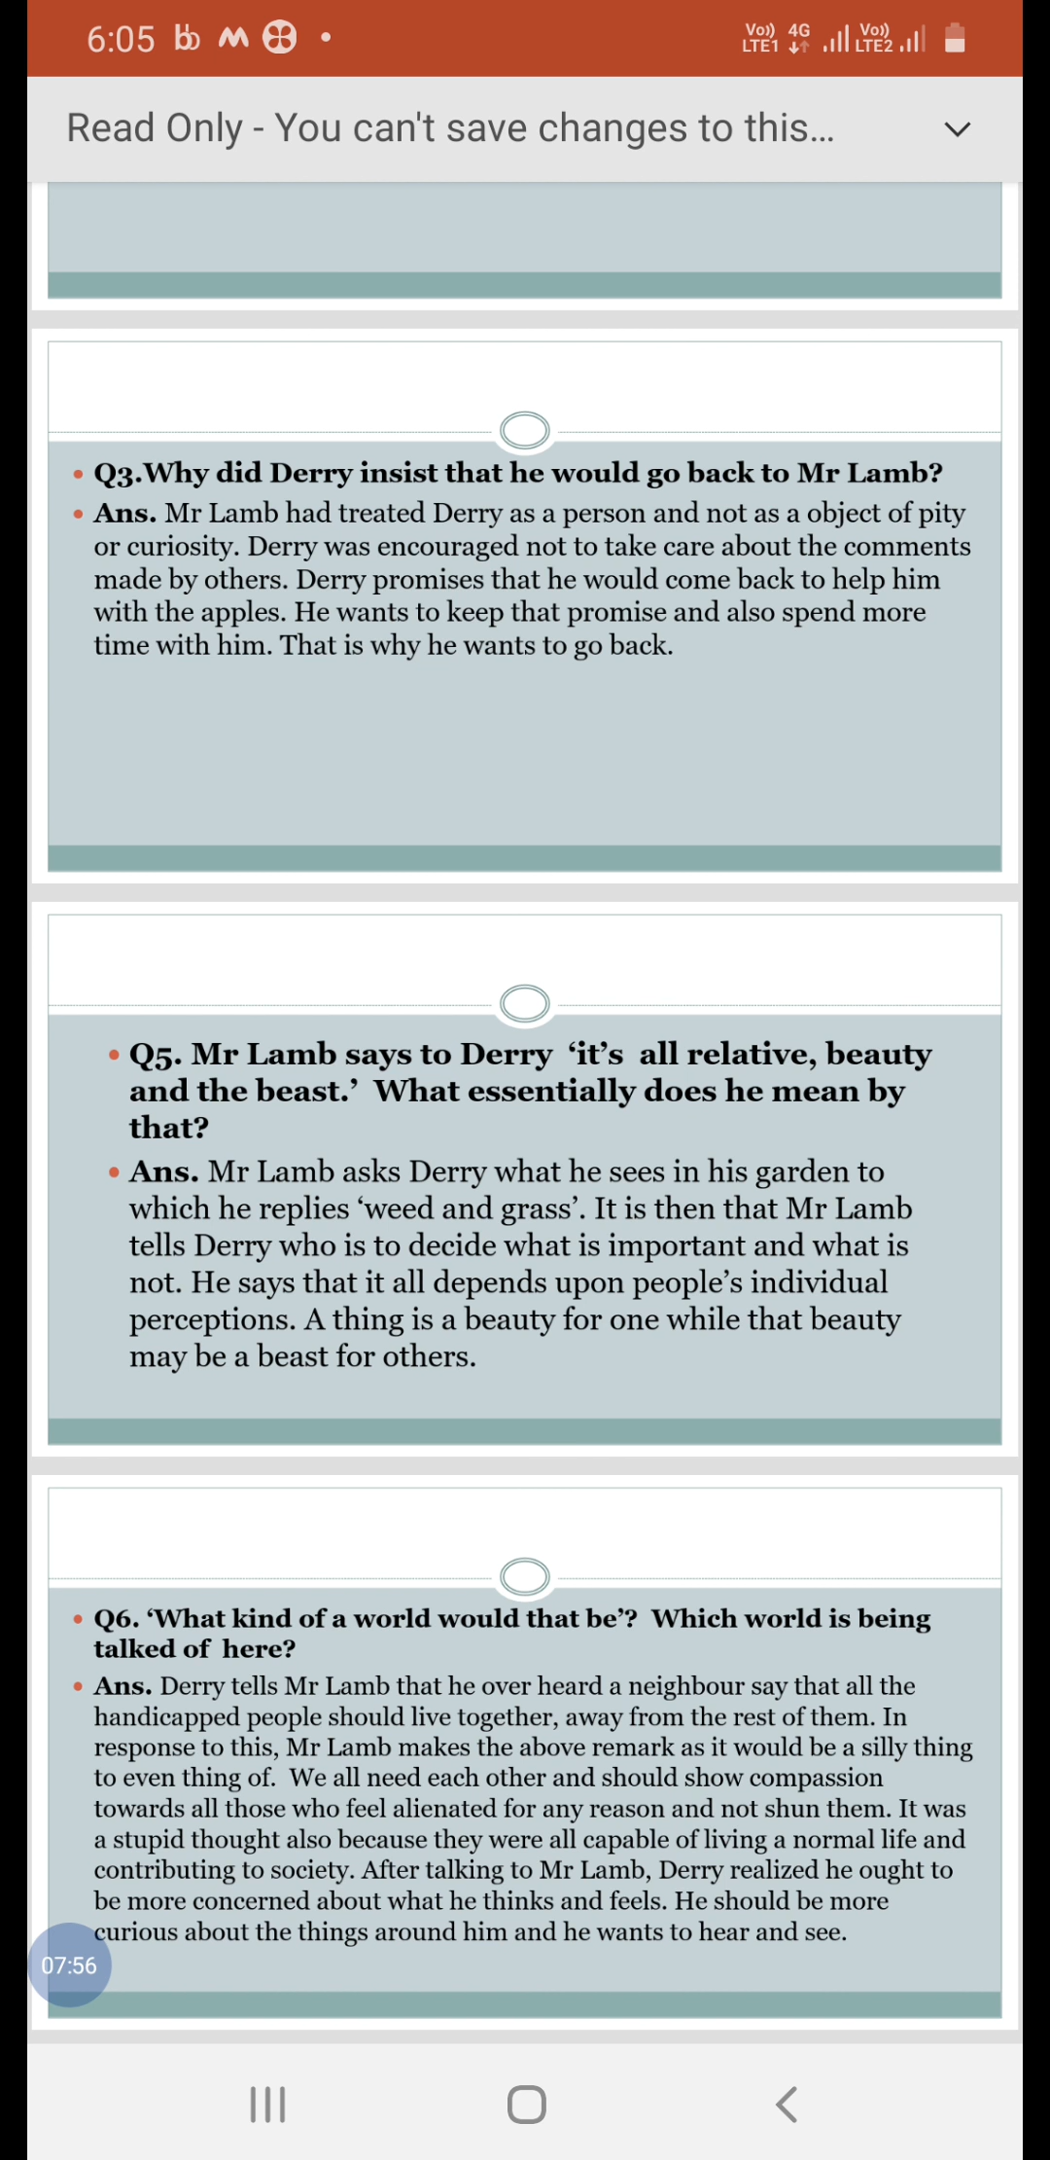 6:05
Vo)) 4G
LTE1
Vo))
LTE2
Read Only - You can't save changes to this...
• Q3.Why did Derry insist that he would go back to Mr Lamb?
• Ans. Mr Lamb had treated Derry as a person and not as a object of pity
or curiosity. Derry was encouraged not to take care about the comments
made by others. Derry promises that he would come back to help him
with the apples. He wants to keep that promise and also spend more
time with him. That is why he wants to go back.
• Q5. Mr Lamb says to Derry ‘it’s all relative, beauty
and the beast.’ What essentially does he mean by
that?
• Ans. Mr Lamb asks Derry what he sees in his garden to
which he replies ‘weed and grass’. It is then that Mr Lamb
tells Derry who is to decide what is important and what is
not. He says that it all depends upon people’s individual
perceptions. A thing is a beauty for one while that beauty
may be a beast for others.
• Q6. ‘What kind of a world would that be’? Which world is being
talked of here?
• Ans. Derry tells Mr Lamb that he over heard a neighbour say that all the
handicapped people should live together, away from the rest of them. In
response to this, Mr Lamb makes the above remark as it would be a silly thing
to even thing of. We all need each other and should show compassion
towards all those who feel alienated for any reason and not shun them. It was
a stupid thought also because they were all capable of living a normal life and
contributing to society. After talking to Mr Lamb, Derry realized he ought to
be more concerned about what he thinks and feels. He should be more
curious about the things around him and he wants to hear and see.
07:56